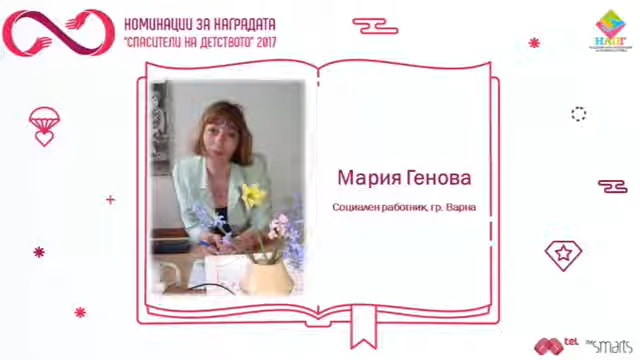 НОМИНАЦИИ ЗА НАГРАДАТА
"СПАСИТЕЛИ НА ДЕТСТВОТО" 2017
НАПГ
Мария Генова
Социален работник, гр. Варна
tel
smarts